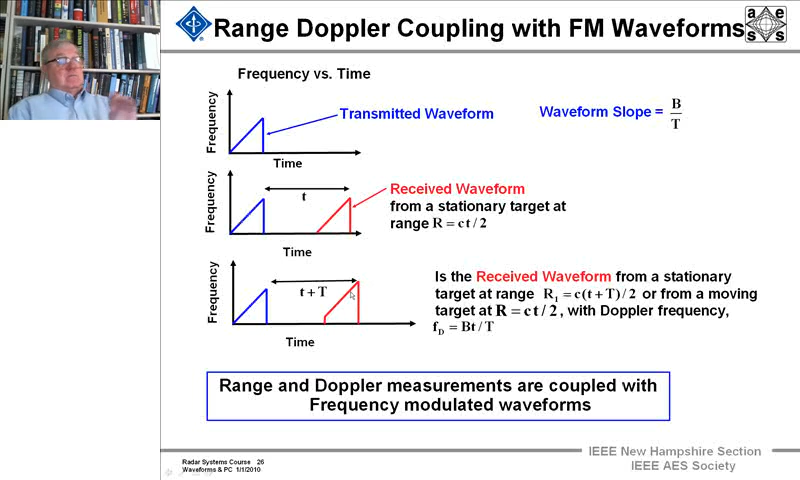 Range Doppler Coupling with FM Waveforms
a e
s s
Frequency vs. Time
Frequency
Transmitted Waveform
Time
Waveform Slope = B
T
Frequency
t
Received Waveform
from a stationary target at
range R = ct / 2
Time
Frequency
t + T
Time
Is the Received Waveform from a stationary
target at range R₁ = c(t + T) / 2 or from a moving
target at R = ct / 2 , with Doppler frequency,
f_D = Bt / T
Range and Doppler measurements are coupled with
Frequency modulated waveforms
Radar Systems Course 26
Waveforms & PC 1/1/2010
IEEE New Hampshire Section
IEEE AES Society